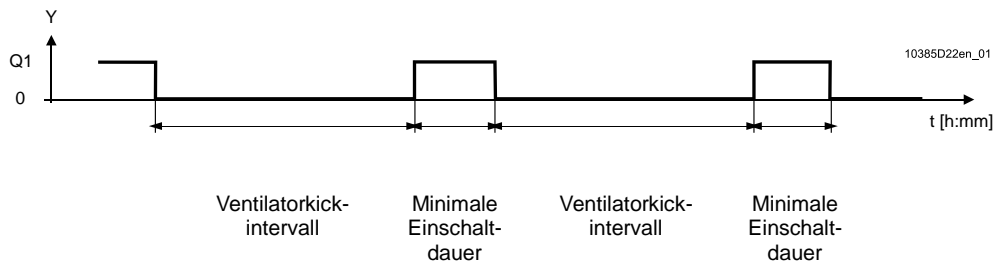 Y
Q1
10385D22en_01
0
t [h:mm]
Ventilatorkick-
intervall
Minimale
Einschalt-
dauer
Ventilatorkick-
intervall
Minimale
Einschalt-
dauer